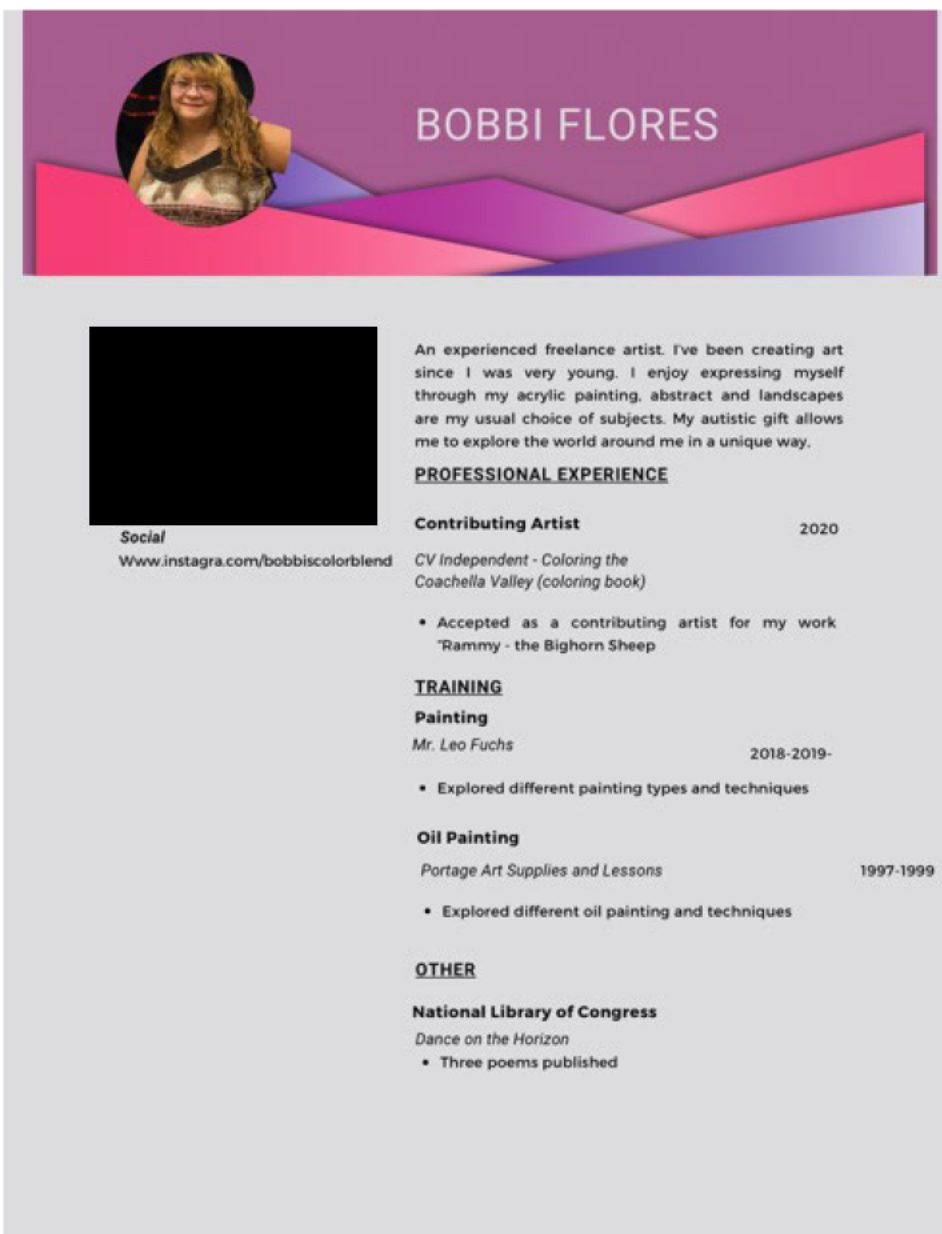 BOBBI FLORES
An experienced freelance artist. I've been creating art
since I was very young. I enjoy expressing myself
through my acrylic painting, abstract and landscapes
are my usual choice of subjects. My autistic gift allows
me to explore the world around me in a unique way.
PROFESSIONAL EXPERIENCE
Contributing Artist
2020
Social
Www.instagra.com/bobbiscolorblend
CV Independent - Coloring the
Coachella Valley (coloring book)
• Accepted as a contributing artist for my work
"Rammy - the Bighorn Sheep
TRAINING
Painting
Mr. Leo Fuchs
2018-2019-
• Explored different painting types and techniques
Oil Painting
Portage Art Supplies and Lessons
1997-1999
• Explored different oil painting and techniques
OTHER
National Library of Congress
Dance on the Horizon
• Three poems published